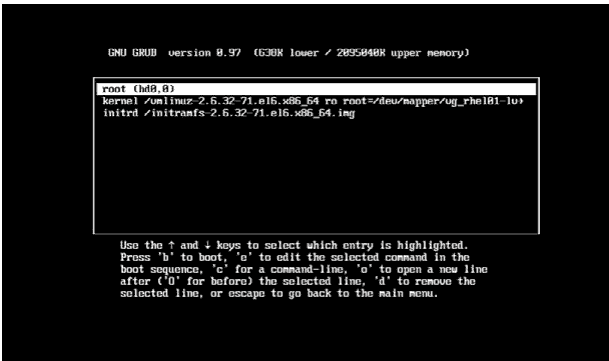 GNU GRUB  version 0.97  (638K lower / 2095040K upper memory)
root (hd0,0)
kernel /vmlinuz-2.6.32-71.el6.x86_64 ro root=/dev/mapper/vg_rhel01-lv→
initrd /initramfs-2.6.32-71.el6.x86_64.img
Use the ↑ and ↓ keys to select which entry is highlighted.
Press 'b' to boot, 'e' to edit the selected command in the
boot sequence, 'c' for a command-line, 'o' to open a new line
after ('O' for before) the selected line, 'd' to remove the
selected line, or escape to go back to the main menu.